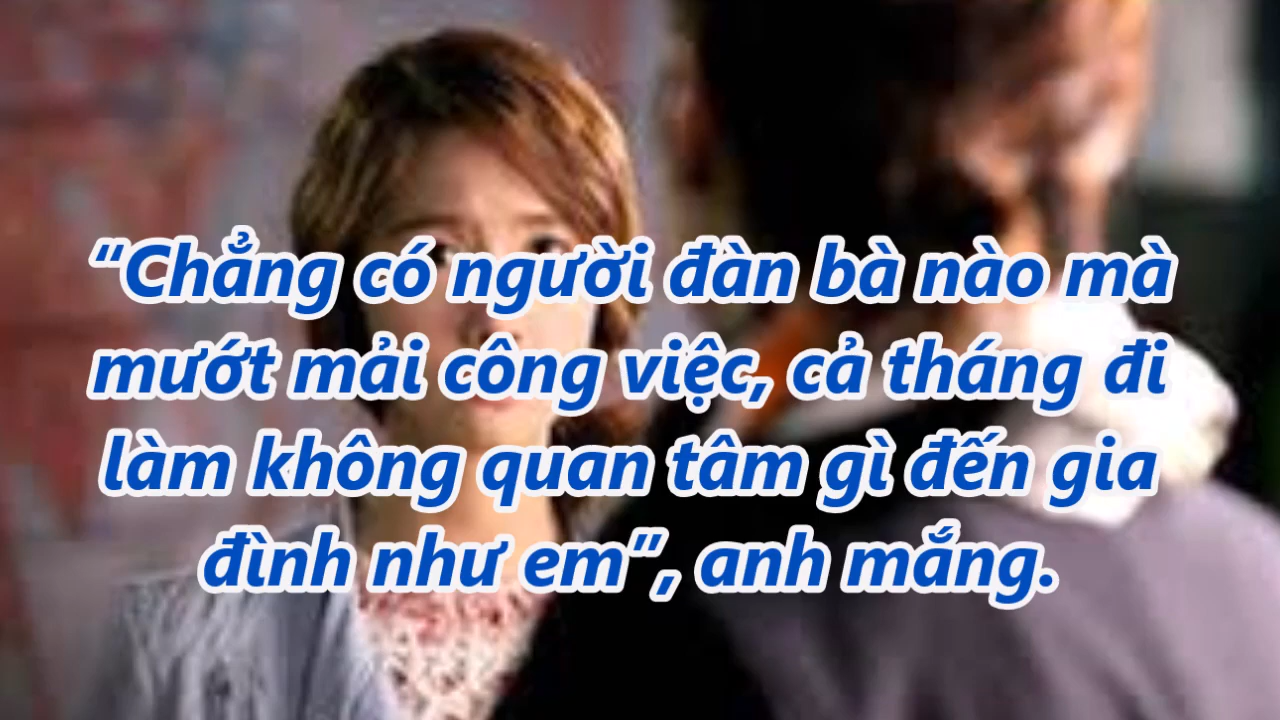 “Chẳng có người đàn bà nào mà
mướt mải công việc, cả tháng đi
làm không quan tâm gì đến gia
đình như em”, anh mắng.